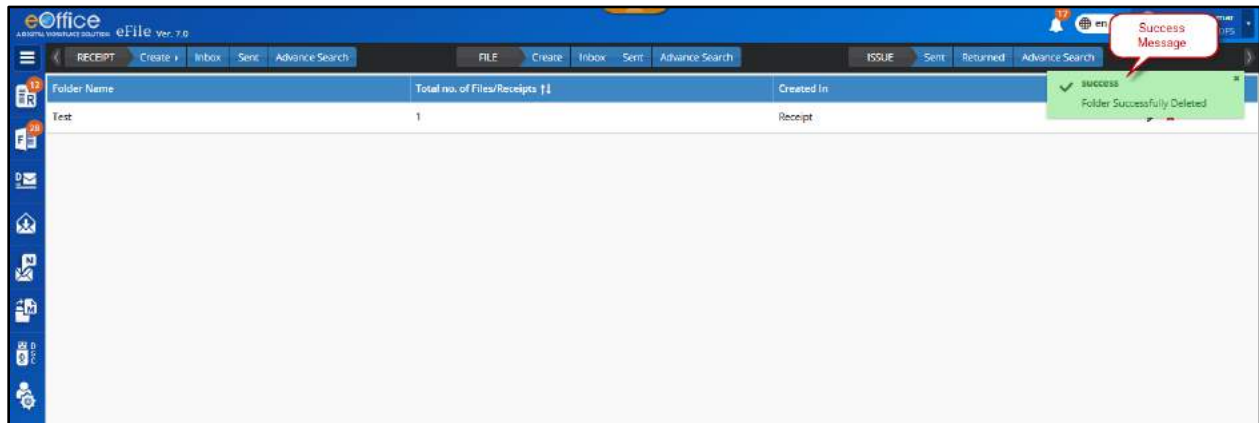 eOffice
A DIGITAL WORKPLACE SOLUTION eFile Ver. 7.0
17
en
Success
Message
RECEIPT Create Inbox Sent Advance Search FILE Create Inbox Sent Advance Search ISSUE Sent Returned Advance Search
12
R
Folder Name Total no. of Files/Receipts Created In
success
Folder Successfully Deleted
Test 1 Receipt
28
F
D
N
M
D
S
C